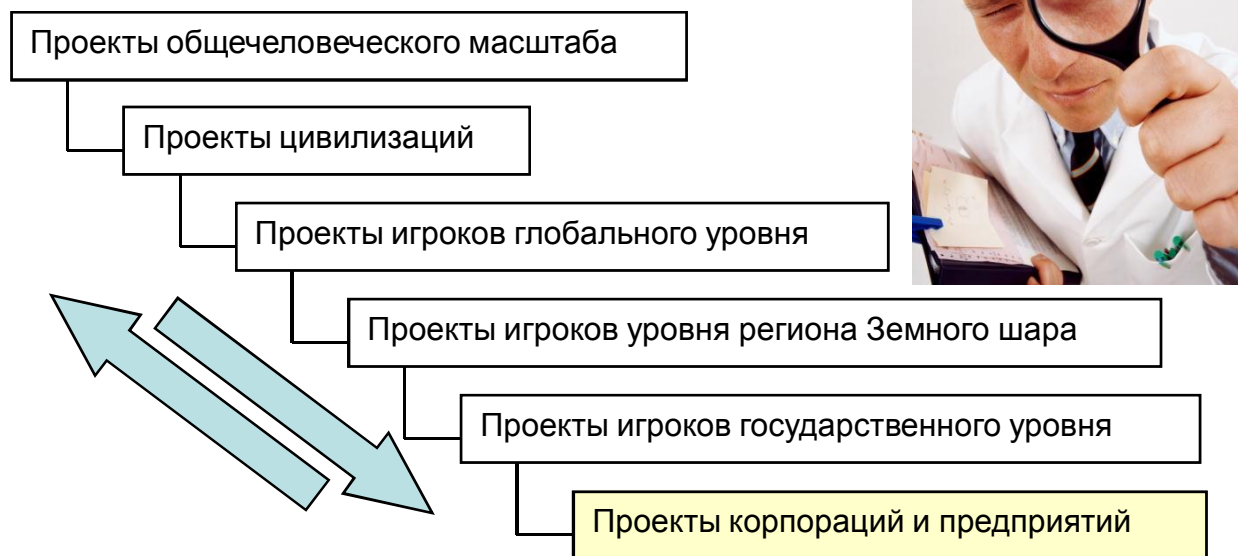 Проекты общечеловеческого масштаба
Проекты цивилизаций
Проекты игроков глобального уровня
Проекты игроков уровня региона Земного шара
Проекты игроков государственного уровня
Проекты корпораций и предприятий